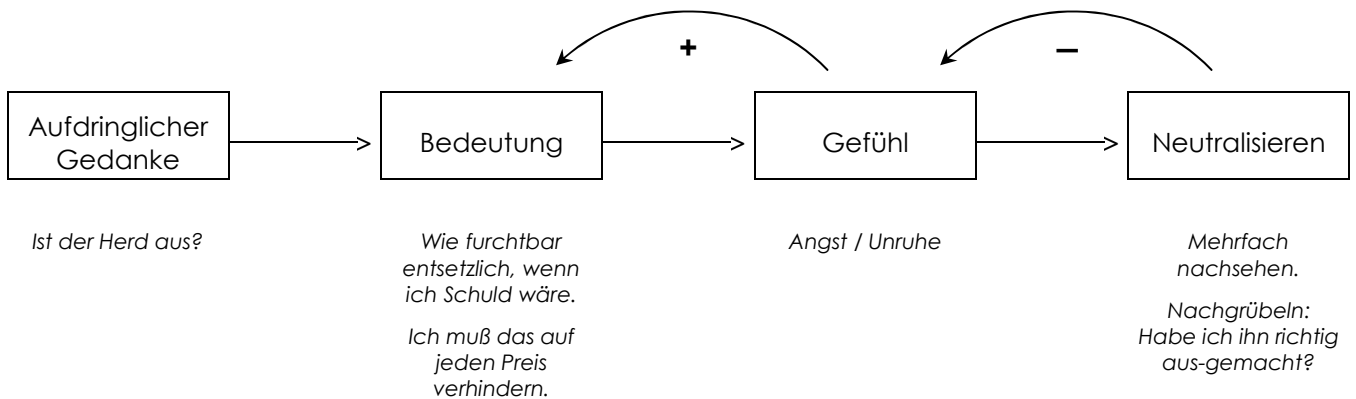 +
–
Aufdringlicher
Gedanke
Bedeutung
Gefühl
Neutralisieren
Ist der Herd aus?
Wie furchtbar
entsetzlich, wenn
ich Schuld wäre.
Ich muß das auf
jeden Preis
verhindern.
Angst / Unruhe
Mehrfach
nachsehen.
Nachgrübeln:
Habe ich ihn richtig
aus-gemacht?